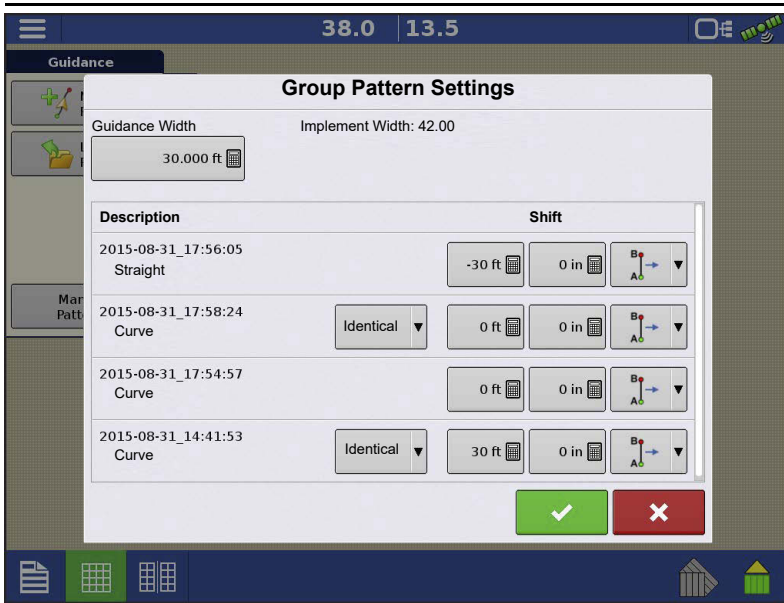 38.0 13.5
Guidance
Group Pattern Settings
Guidance Width Implement Width: 42.00
30.000 ft
Description Shift
2015-08-31_17:56:05
Straight
-30 ft 0 in B A
2015-08-31_17:58:24
Curve
Identical 0 ft 0 in B A
2015-08-31_17:54:57
Curve
0 ft 0 in B A
2015-08-31_14:41:53
Curve
Identical 30 ft 0 in B A